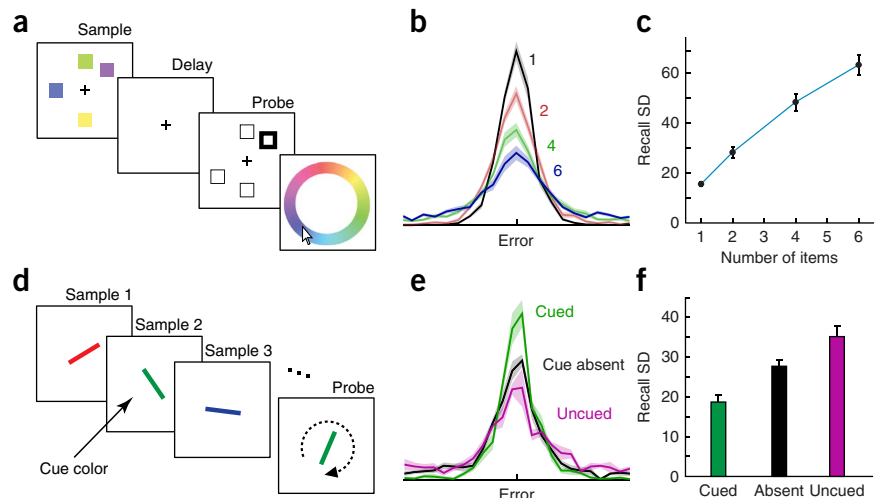 a
Sample
Delay
Probe
b
1
2
4
6
Error
c
Recall SD
60
40
20
0
1 2 3 4 5 6
Number of items
d
Sample 1
Sample 2
Sample 3
Probe
Cue color
e
Cued
Cue absent
Uncued
Error
f
Recall SD
40
30
20
10
0
Cued Absent Uncued